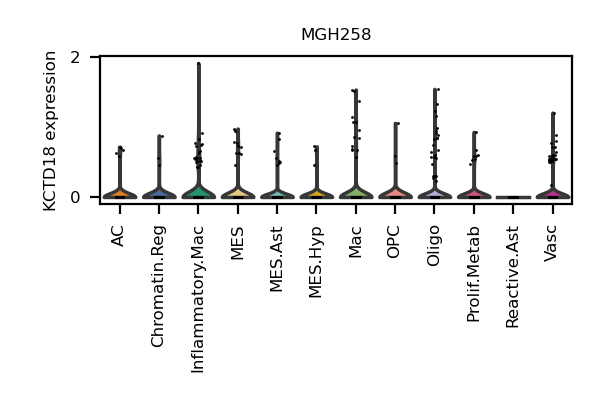 MGH258
KCTD18 expression
2
0
AC
Chromatin.Reg
Inflammatory.Mac
MES
MES.Ast
MES.Hyp
Mac
OPC
Oligo
Prolif.Metab
Reactive.Ast
Vasc